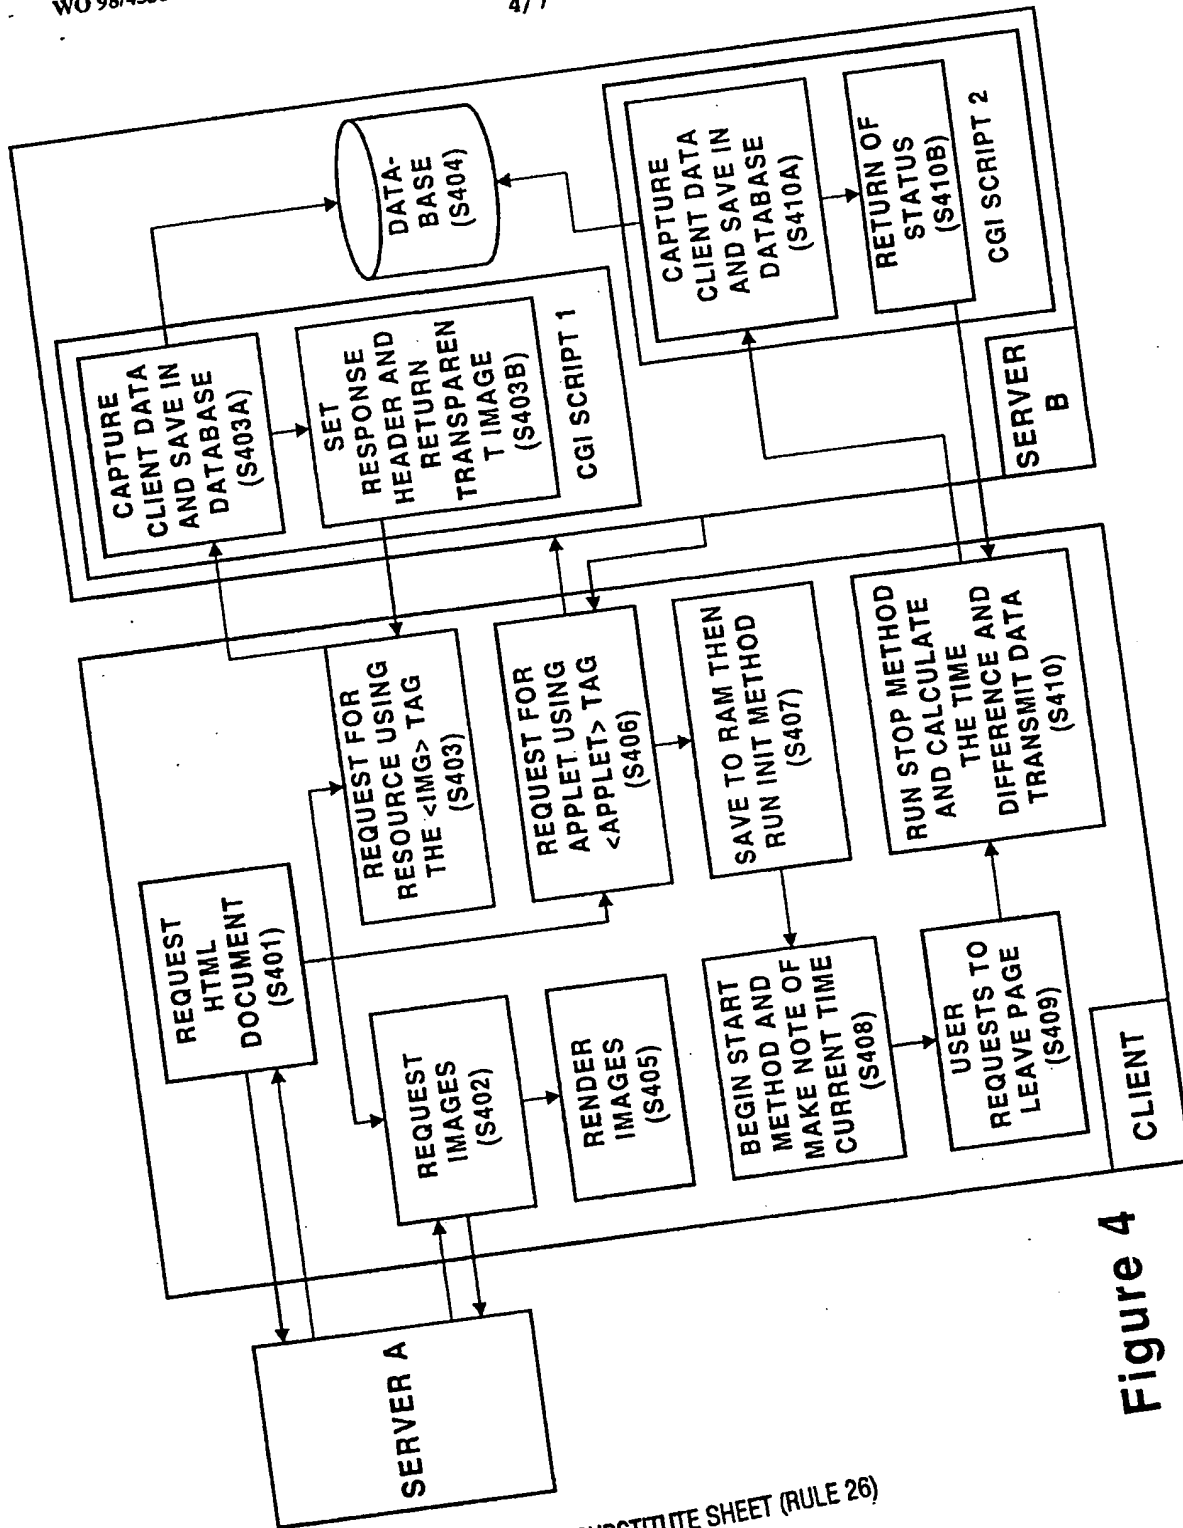 WO 98/
4/7
SERVER A
REQUEST
HTML
DOCUMENT
(S401)
REQUEST
IMAGES
(S402)
RENDER
IMAGES
(S405)
REQUEST FOR
RESOURCE USING
THE <IMG> TAG
(S403)
REQUEST FOR
APPLET USING
<APPLET> TAG
(S406)
SAVE TO RAM THEN
RUN INIT METHOD
(S407)
BEGIN START
METHOD AND
MAKE NOTE OF
CURRENT TIME
(S408)
USER
REQUESTS TO
LEAVE PAGE
(S409)
RUN STOP METHOD
AND CALCULATE
THE TIME
DIFFERENCE AND
TRANSMIT DATA
(S410)
CLIENT
CAPTURE
CLIENT DATA
AND SAVE IN
DATABASE
(S403A)
SET
RESPONSE
HEADER AND
RETURN
TRANSPAREN
T IMAGE
(S403B)
CGI SCRIPT 1
DATA-
BASE
(S404)
CAPTURE
CLIENT DATA
AND SAVE IN
DATABASE
(S410A)
RETURN OF
STATUS
(S410B)
CGI SCRIPT 2
SERVER
B
Figure 4
SUBSTITUTE SHEET (RULE 26)